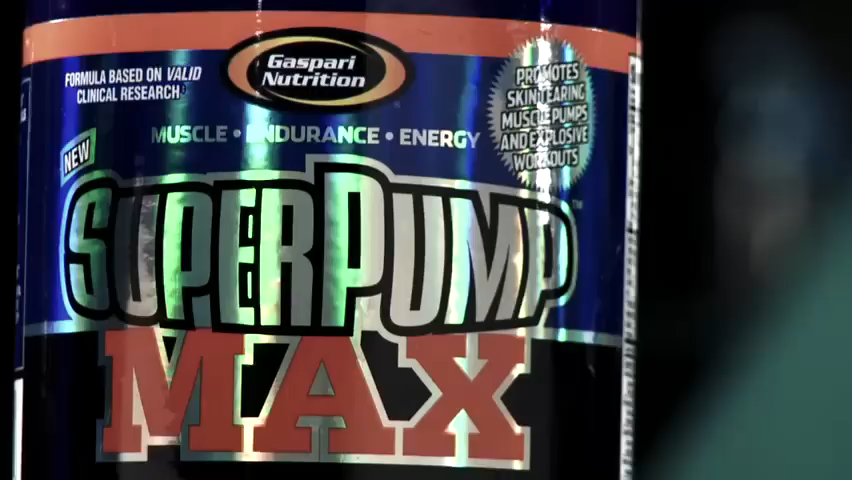 FORMULA BASED ON VALID
CLINICAL RESEARCH
Gaspari
Nutrition
PROMOTES
SKIN TEARING
MUSCLE PUMPS
AND EXPLOSIVE
WORKOUTS
MUSCLE • ENDURANCE • ENERGY
NEW
SUPERPUMP™
MAX